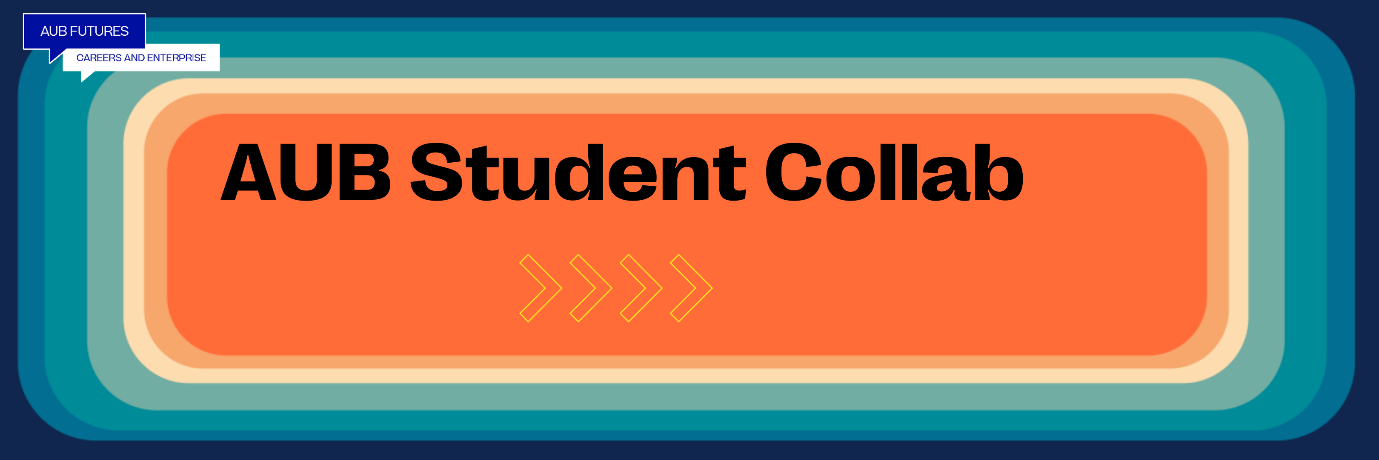 AUB FUTURES
CAREERS AND ENTERPRISE
AUB Student Collab